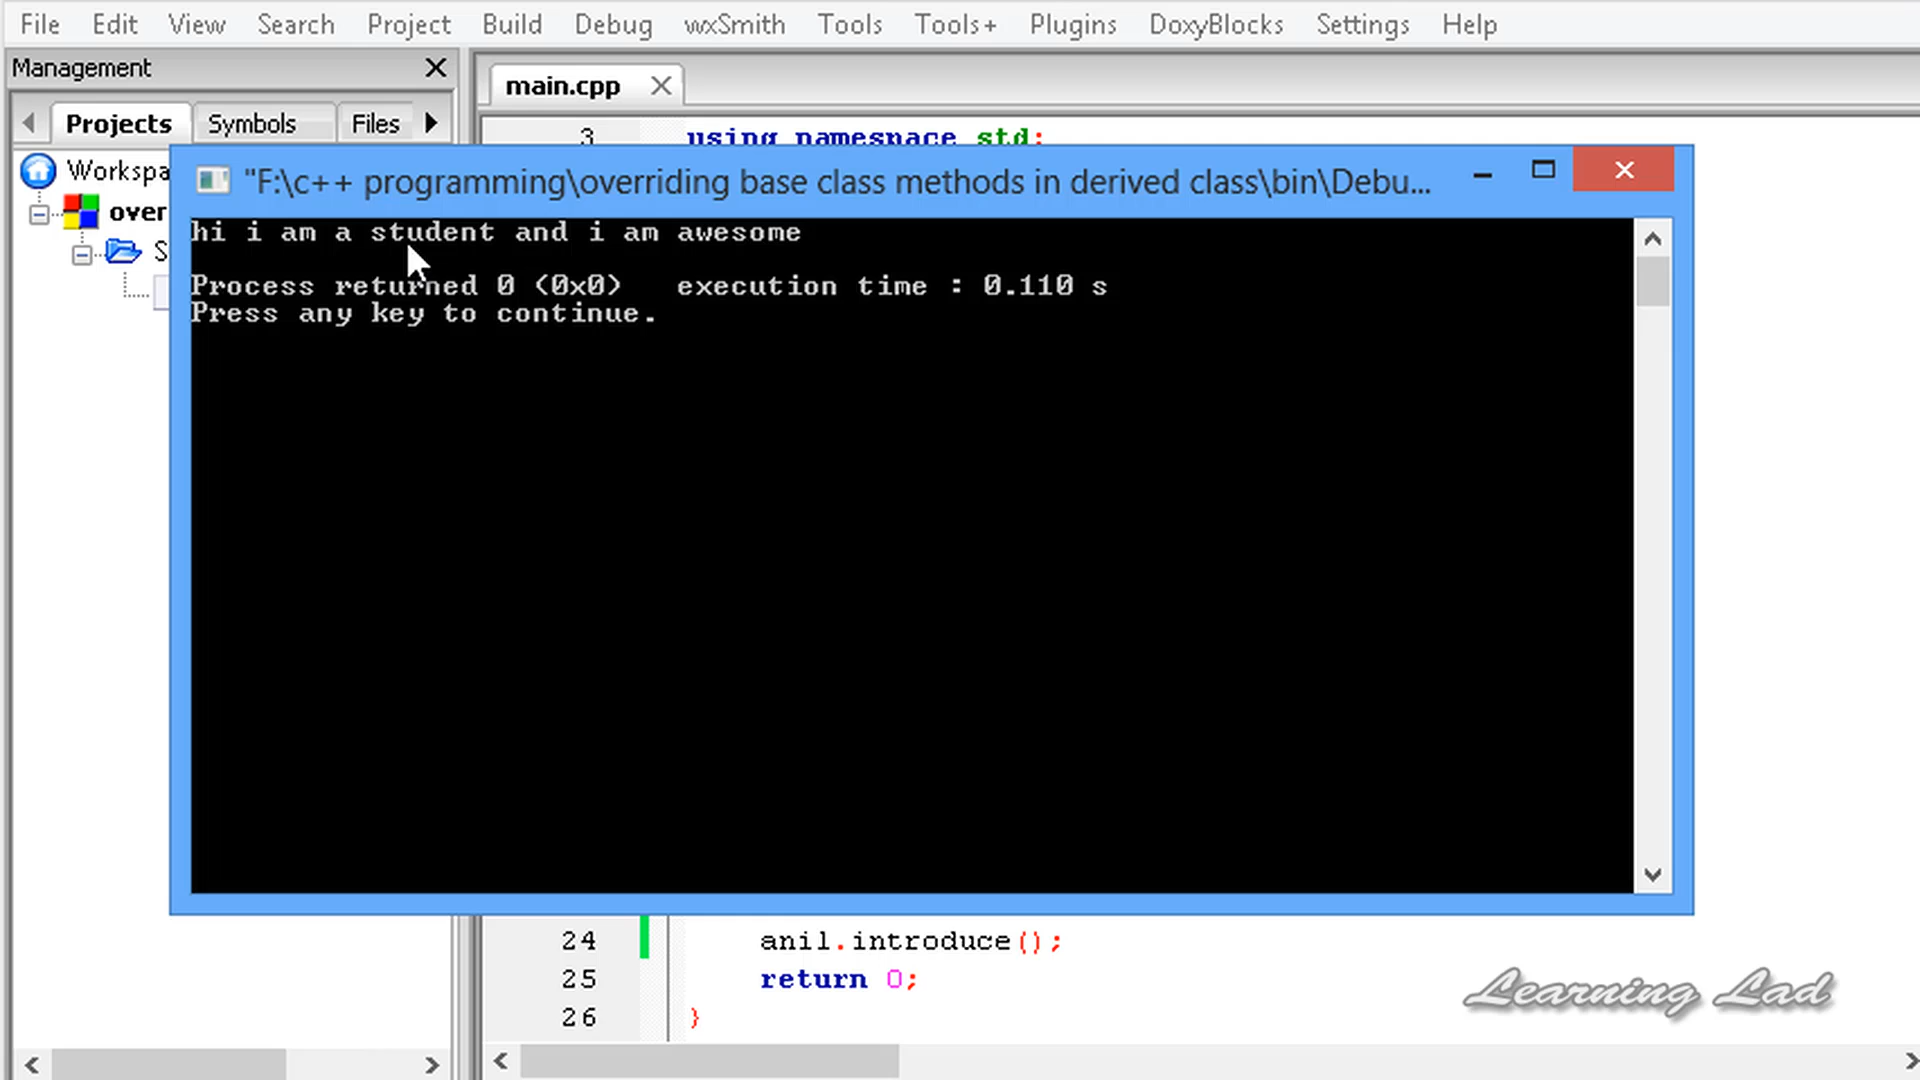 File Edit View Search Project Build Debug wxSmith Tools Tools+ Plugins DoxyBlocks Settings Help
Management
main.cpp
Projects Symbols Files
3 using namespace std;
Workspa
"F:\c++ programming\overriding base class methods in derived class\bin\Debu...
over
hi i am a student and i am awesome
S
Process returned 0 (0x0) execution time : 0.110 s
Press any key to continue.
24 anil.introduce();
25 return 0;
26 }
Learning Lad